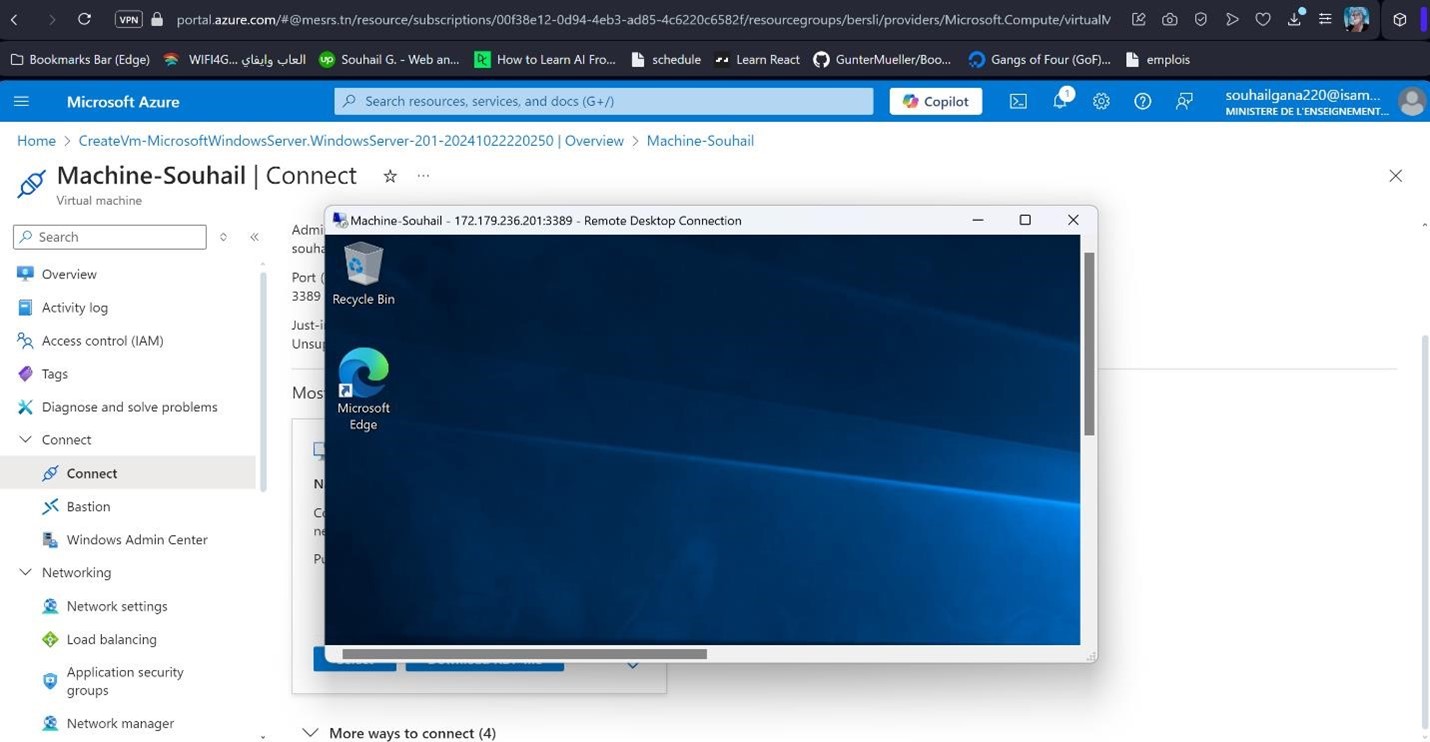 VPN
portal.azure.com/#@mesrs.tn/resource/subscriptions/00f38e12-0d94-4eb3-ad85-4c6220c6582f/resourcegroups/bersli/providers/Microsoft.Compute/virtualM
Bookmarks Bar (Edge)
WIFI4G... العاب وايفاي
up
Souhail G. - Web an...
How to Learn AI Fro...
schedule
Learn React
GunterMueller/Boo...
Gangs of Four (GoF)...
emplois
Microsoft Azure
Search resources, services, and docs (G+/)
Copilot
1
souhailgana220@isam...
MINISTERE DE L'ENSEIGNEMENT...
Home > CreateVm-MicrosoftWindowsServer.WindowsServer-201-20241022220250 | Overview > Machine-Souhail
Machine-Souhail | Connect
...
Virtual machine
Search
Overview
Activity log
Access control (IAM)
Tags
Diagnose and solve problems
Connect
Connect
Bastion
Windows Admin Center
Networking
Network settings
Load balancing
Application security
groups
Network manager
Admi
souha
Port (
3389
Just-i
Unsu
Mos
Machine-Souhail - 172.179.236.201:3389 - Remote Desktop Connection
Recycle Bin
Microsoft
Edge
More ways to connect (4)